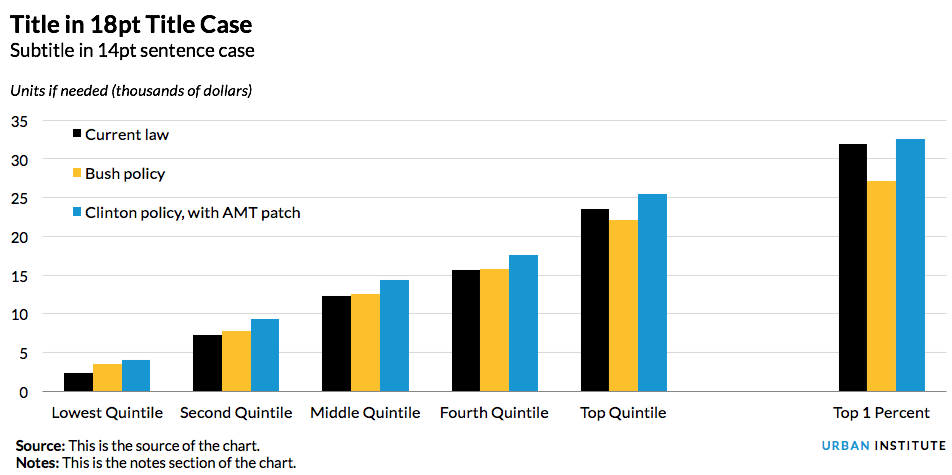 Title in 18pt Title Case
Subtitle in 14pt sentence case
Units if needed (thousands of dollars)
35
30
25
20
15
10
5
0
Current law
Bush policy
Clinton policy, with AMT patch
Lowest Quintile Second Quintile Middle Quintile Fourth Quintile Top Quintile Top 1 Percent
Source: This is the source of the chart.
URBAN INSTITUTE
Notes: This is the notes section of the chart.